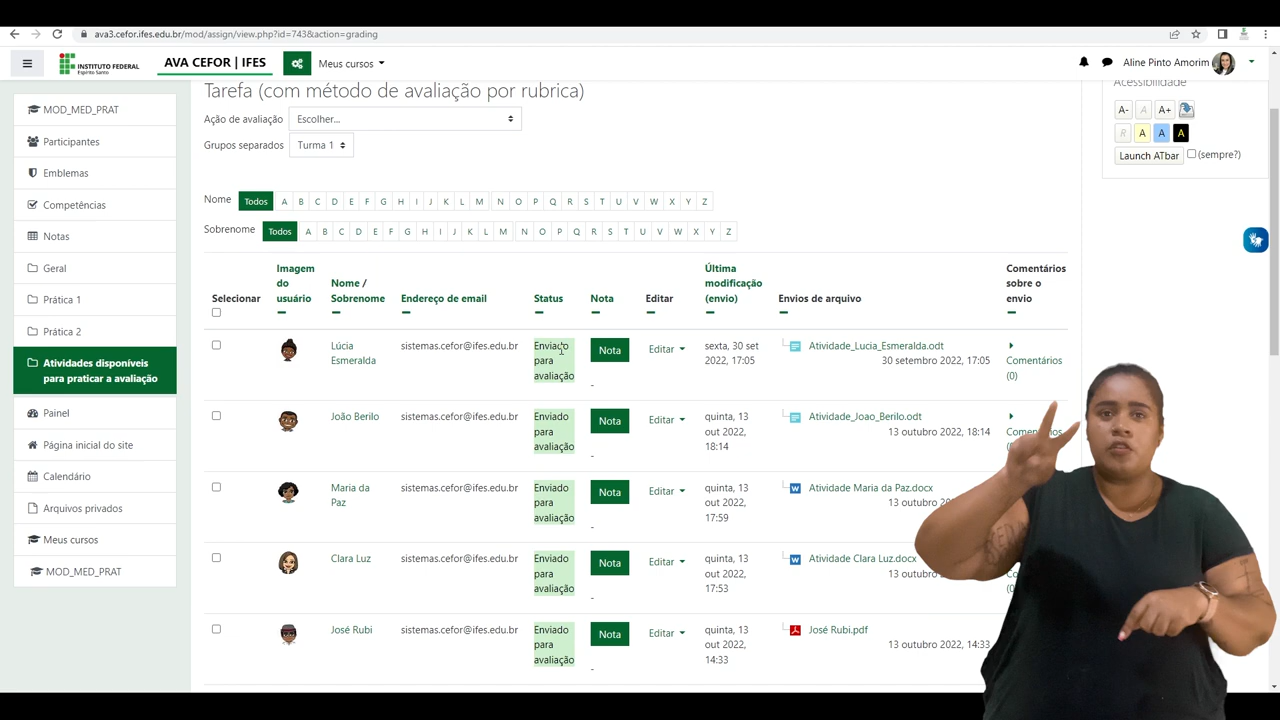 ava3.cefor.ifes.edu.br/mod/assign/view.php?id=743&action=grading
INSTITUTO FEDERAL
Espírito Santo
AVA CEFOR | IFES
Meus cursos
Aline Pinto Amorim
MOD_MED_PRAT
Participantes
Emblemas
Competências
Notas
Geral
Prática 1
Prática 2
Atividades disponíveis
para praticar a avaliação
Painel
Página inicial do site
Calendário
Arquivos privados
Meus cursos
MOD_MED_PRAT
Tarefa (com método de avaliação por rubrica)
Ação de avaliação Escolher...
Grupos separados Turma 1
Nome Todos A B C D E F G H I J K L M N O P Q R S T U V W X Y Z
Sobrenome Todos A B C D E F G H I J K L M N O P Q R S T U V W X Y Z
Selecionar
Imagem
do
usuário
Nome /
Sobrenome
Endereço de email
Status
Nota
Editar
Última
modificação
(envio)
Envios de arquivo
Comentários
sobre o
envio
Lúcia
Esmeralda
sistemas.cefor@ifes.edu.br
Enviado
para
avaliação
Nota
-
Editar
sexta, 30 set
2022, 17:05
Atividade_Lucia_Esmeralda.odt
30 setembro 2022, 17:05
Comentários
(0)
João Berilo
sistemas.cefor@ifes.edu.br
Enviado
para
avaliação
Nota
-
Editar
quinta, 13
out 2022,
18:14
Atividade_Joao_Berilo.odt
13 outubro 2022, 18:14
Maria da
Paz
sistemas.cefor@ifes.edu.br
Enviado
para
avaliação
Nota
-
Editar
quinta, 13
out 2022,
17:59
Atividade Maria da Paz.docx
13
Clara Luz
sistemas.cefor@ifes.edu.br
Enviado
para
avaliação
Nota
-
Editar
quinta, 13
out 2022,
17:53
Atividade Clara Luz.docx
13
José Rubi
sistemas.cefor@ifes.edu.br
Enviado
para
avaliação
Nota
-
Editar
quinta, 13
out 2022,
14:33
José Rubi.pdf
13 outubro 2022, 14:33
Acessibilidade
A- A A+
R A A A
Launch ATbar (sempre?)